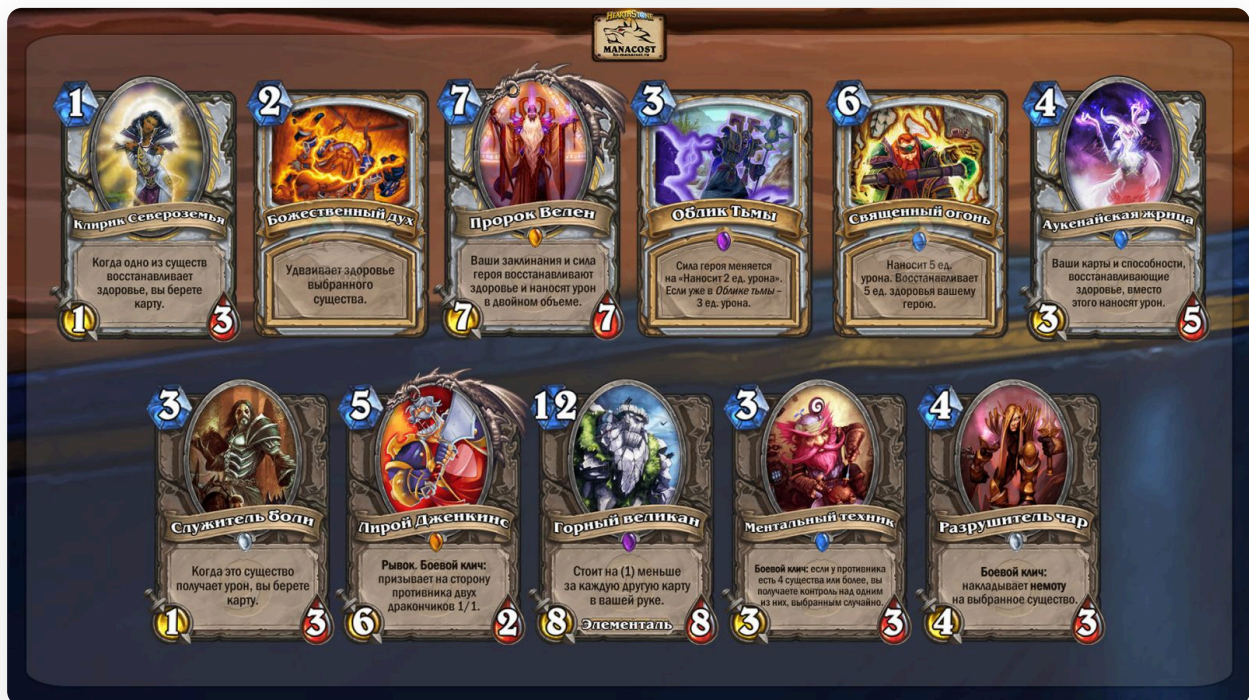 HEARTHSTONE
MANACOST
hs-manacost.ru
1
Клирик Североземья
Когда одно из существ
восстанавливает
здоровье, вы берете
карту.
1
3
2
Божественный дух
Удваивает здоровье
выбранного
существа.
7
Пророк Велен
Ваши заклинания и сила
героя восстанавливают
здоровье и наносят урон
в двойном объеме.
7
7
3
Облик Тьмы
Сила героя меняется
на «Наносит 2 ед. урона».
Если уже в Облике тьмы –
3 ед. урона.
6
Священный огонь
Наносит 5 ед.
урона. Восстанавливает
5 ед. здоровья вашему
герою.
4
Аукенайская жрица
Ваши карты и способности,
восстанавливающие
здоровье, вместо
этого наносят урон.
3
5
3
Служитель боли
Когда это существо
получает урон, вы берете
карту.
1
3
5
Лирой Дженкинс
Рывок. Боевой клич:
призывает на сторону
противника двух
дракончиков 1/1.
6
2
12
Горный великан
Стоит на (1) меньше
за каждую другую карту
в вашей руке.
8
Элементаль
8
3
Ментальный техник
Боевой клич: если у противника
есть 4 существа или более, вы
получаете контроль над одним
из них, выбранным случайно.
3
3
4
Разрушитель чар
Боевой клич:
накладывает немоту
на выбранное существо.
4
3